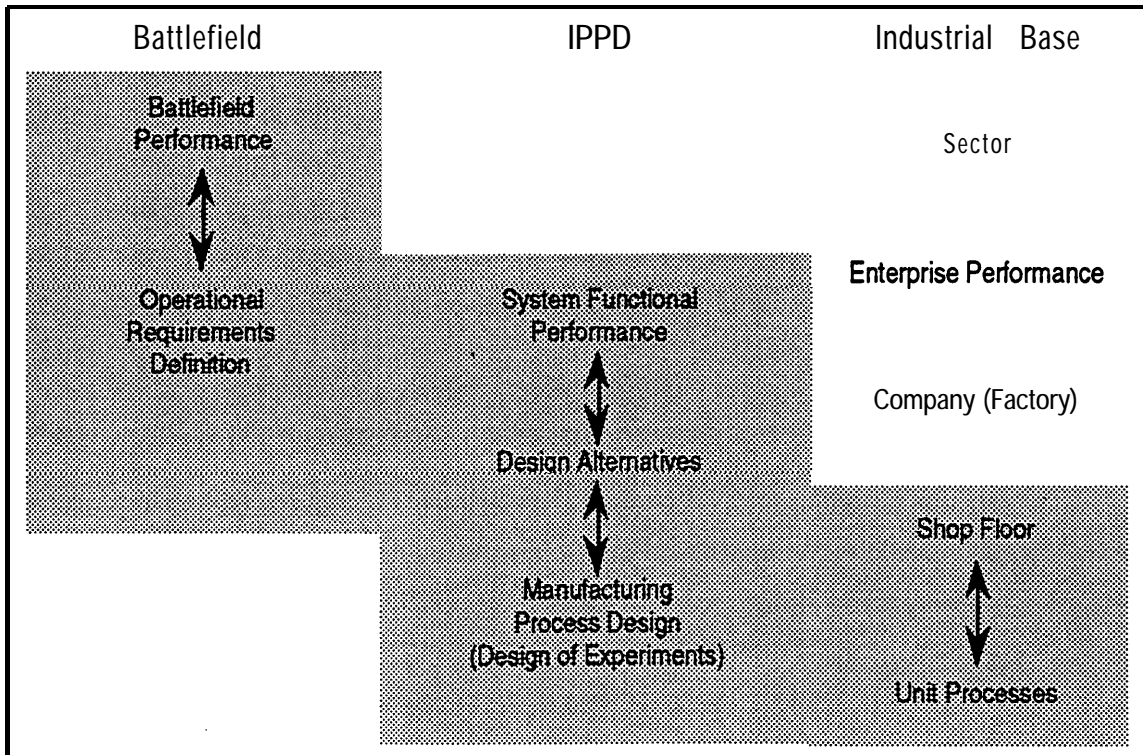 Battlefield
IPPD
Industrial Base
Battlefield
Performance
Operational
Requirements
Definition
System Functional
Performance
Design Alternatives
Manufacturing
Process Design
(Design of Experiments)
Sector
Enterprise Performance
Company (Factory)
Shop Floor
Unit Processes